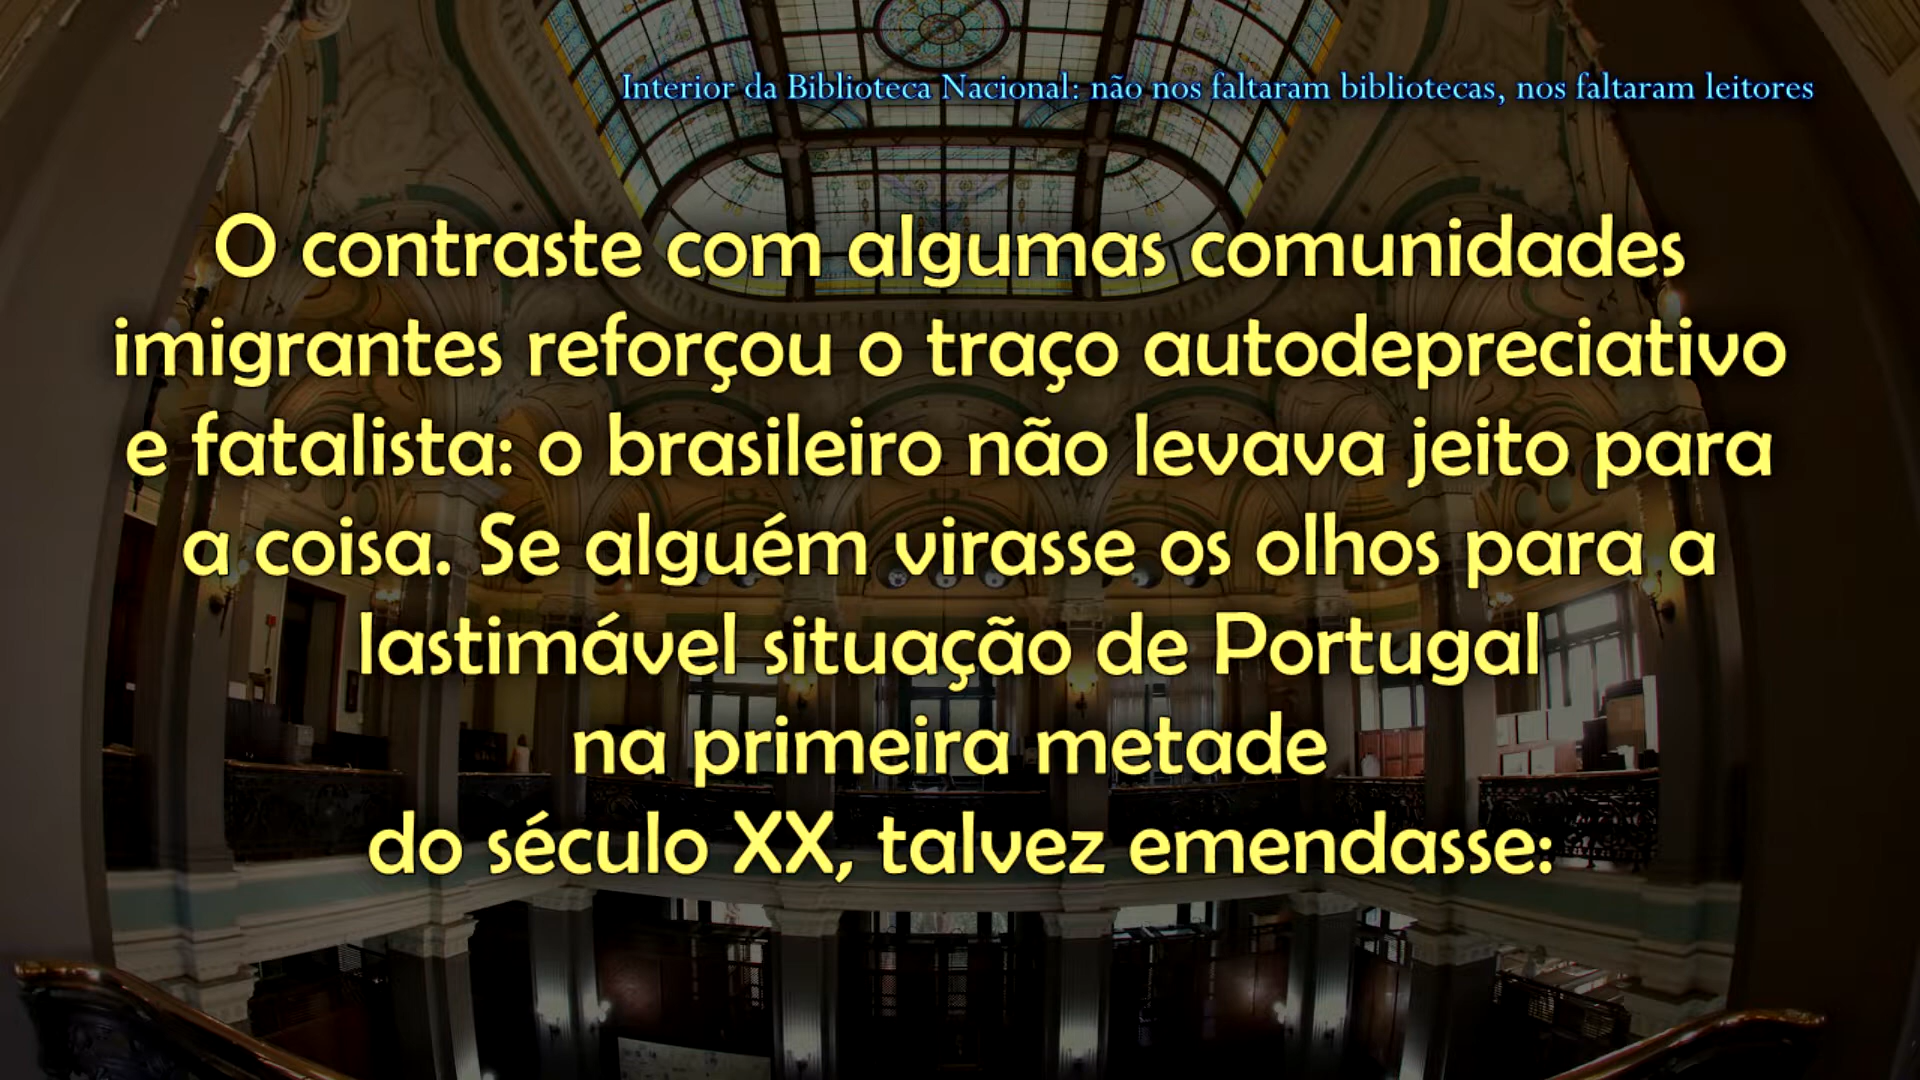 Interior da Biblioteca Nacional: não nos faltaram bibliotecas, nos faltaram leitores
O contraste com algumas comunidades
imigrantes reforçou o traço autodepreciativo
e fatalista: o brasileiro não levava jeito para
a coisa. Se alguém virasse os olhos para a
lastimável situação de Portugal
na primeira metade
do século XX, talvez emendasse: